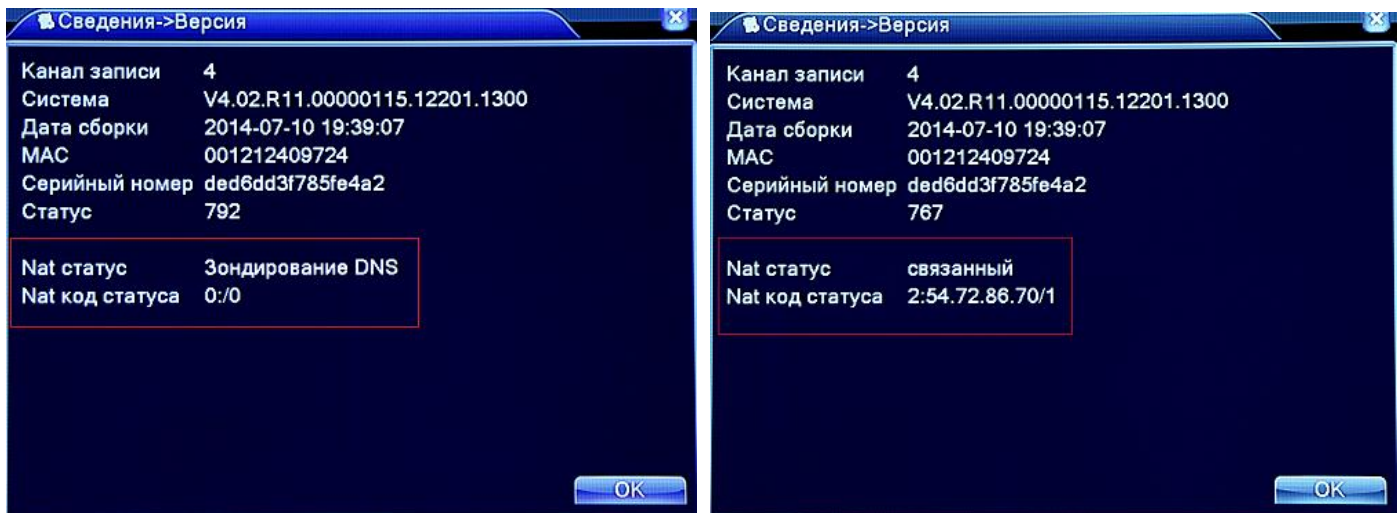 Сведения->Версия
Канал записи 4
Система V4.02.R11.00000115.12201.1300
Дата сборки 2014-07-10 19:39:07
MAC 001212409724
Серийный номер ded6dd3f785fe4a2
Статус 792
Nat статус Зондирование DNS
Nat код статуса 0:/0
OK
Сведения->Версия
Канал записи 4
Система V4.02.R11.00000115.12201.1300
Дата сборки 2014-07-10 19:39:07
MAC 001212409724
Серийный номер ded6dd3f785fe4a2
Статус 767
Nat статус связанный
Nat код статуса 2:54.72.86.70/1
OK